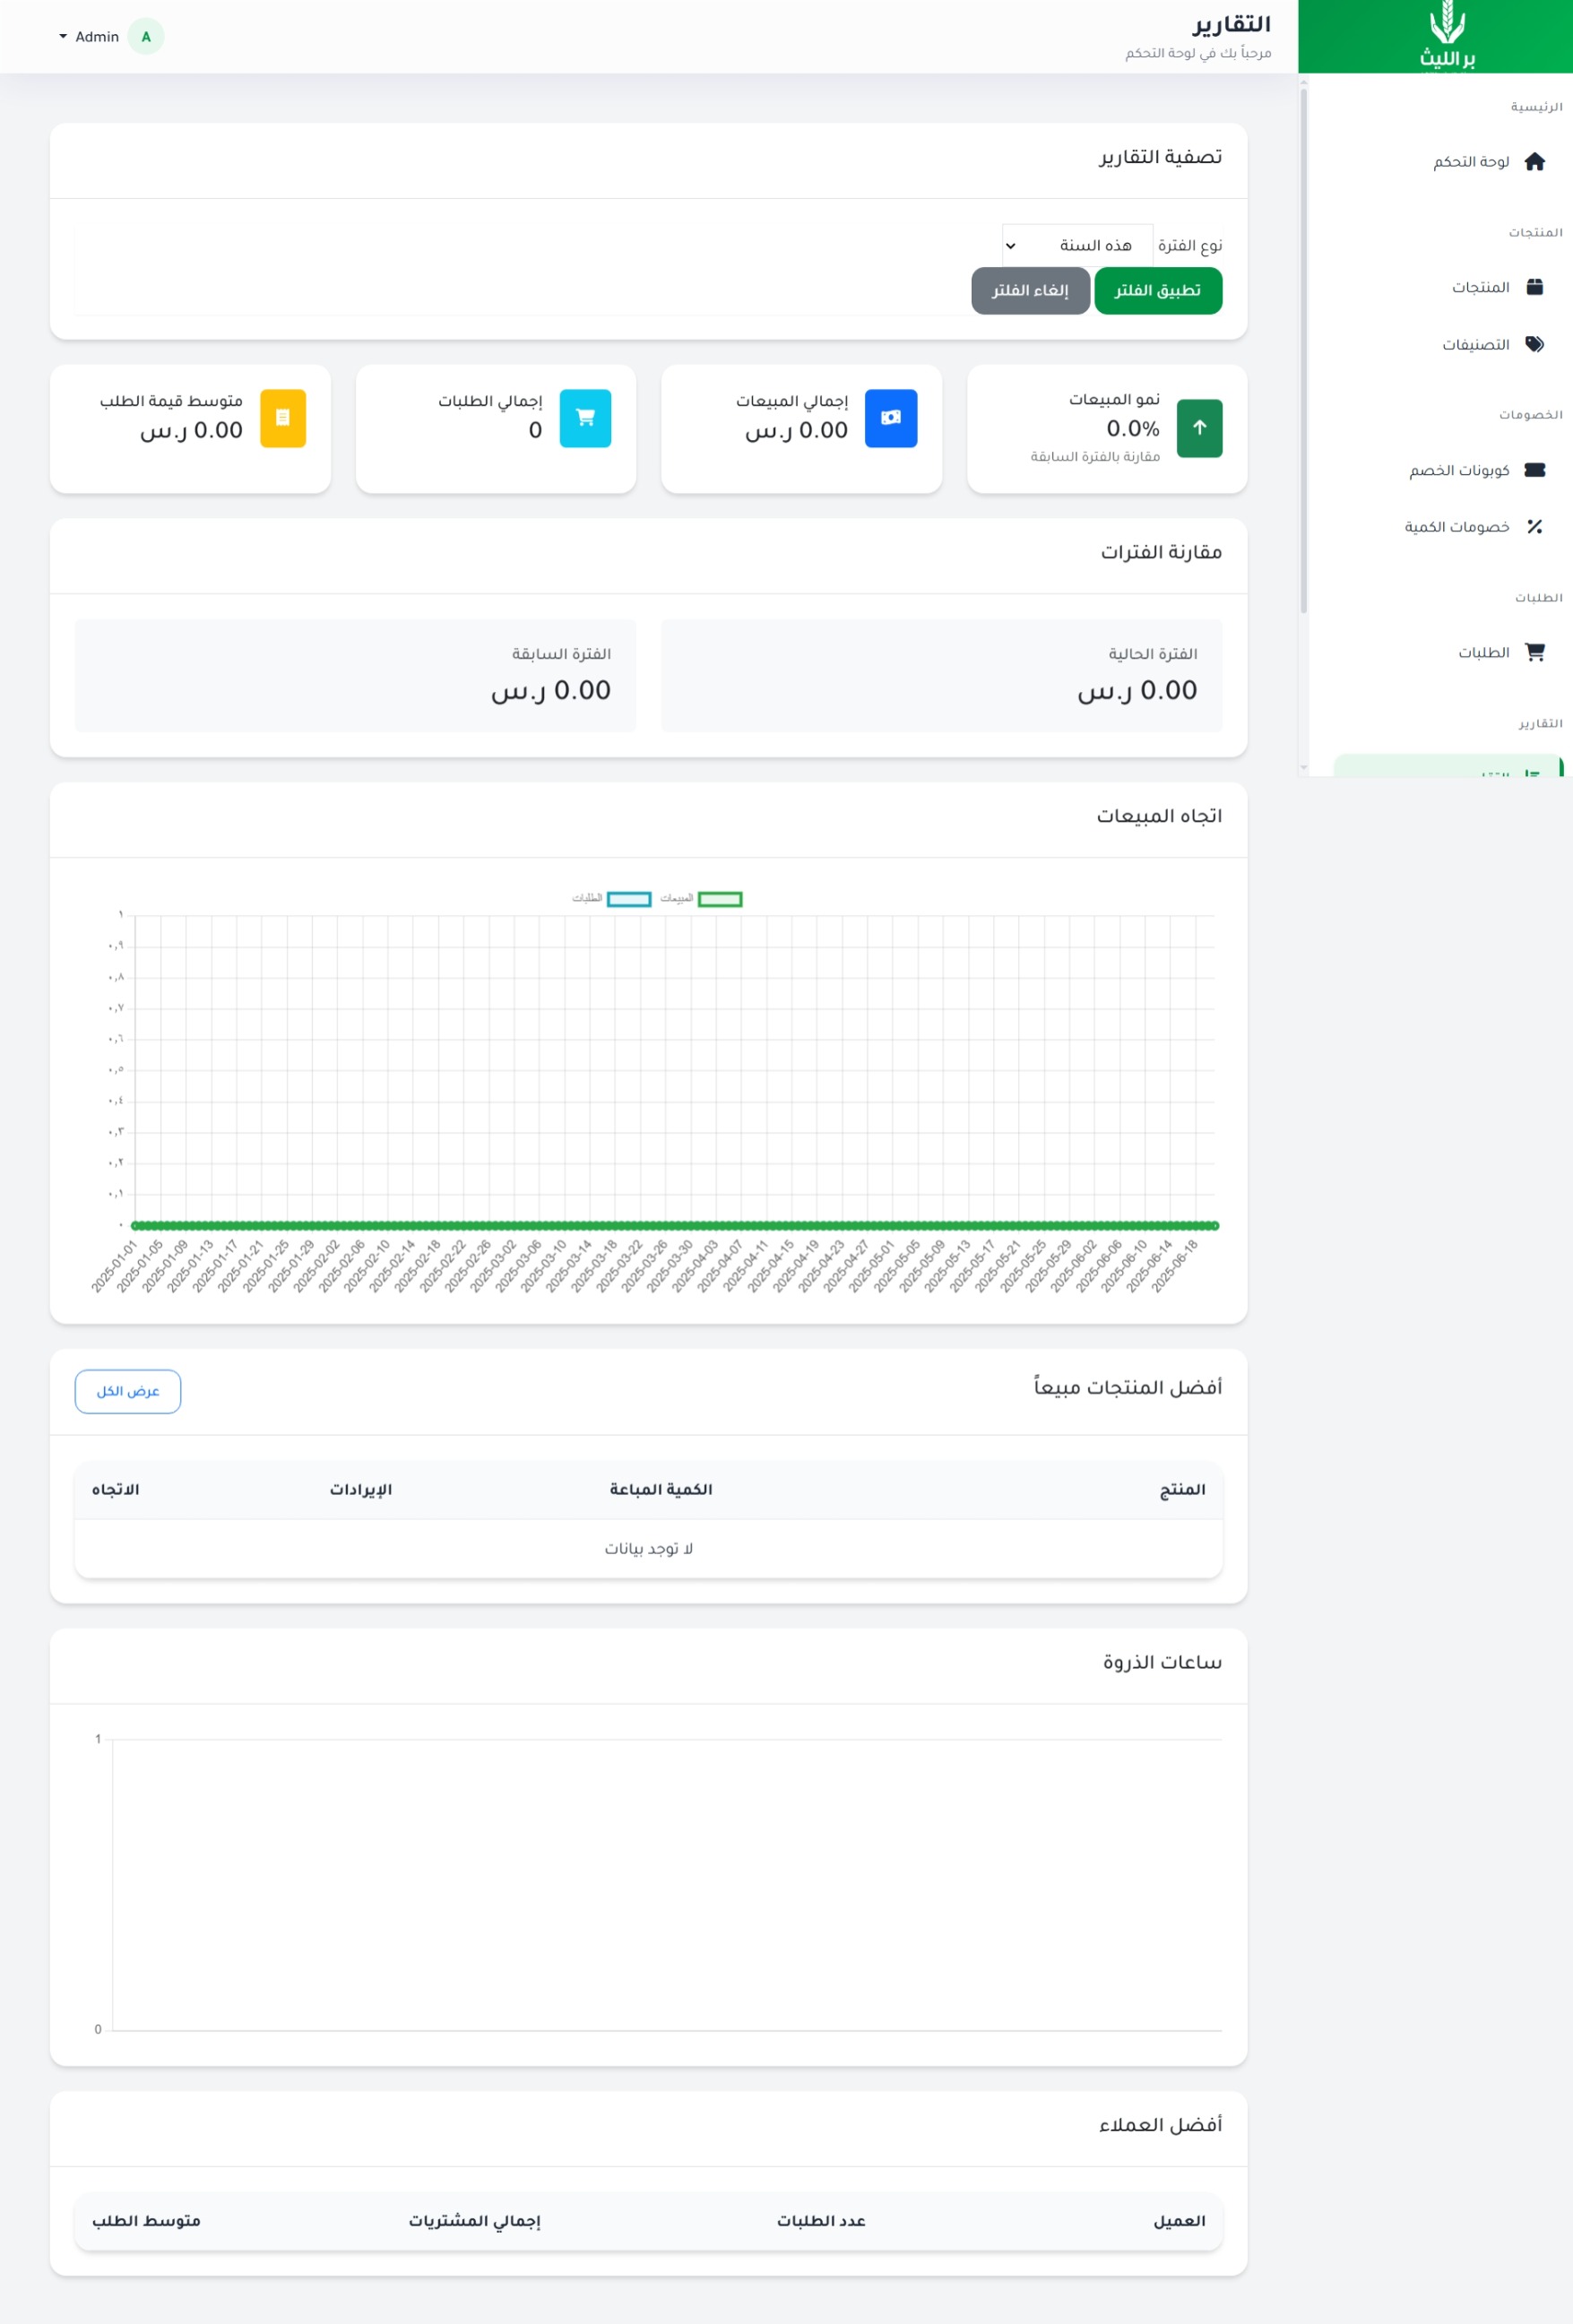 بر الليث
التقارير
مرحباً بك في لوحة التحكم
A Admin
الرئيسية
لوحة التحكم
المنتجات
المنتجات
التصنيفات
الخصومات
كوبونات الخصم
خصومات الكمية
الطلبات
الطلبات
التقارير
تصفية التقارير
نوع الفترة هذه السنة
تطبيق الفلتر إلغاء الفلتر
نمو المبيعات
0.0%
مقارنة بالفترة السابقة
إجمالي المبيعات
0.00 ر.س
إجمالي الطلبات
0
متوسط قيمة الطلب
0.00 ر.س
مقارنة الفترات
الفترة الحالية
0.00 ر.س
الفترة السابقة
0.00 ر.س
اتجاه المبيعات
المبيعات الطلبات
١
٠,٩
٠,٨
٠,٧
٠,٦
٠,٥
٠,٤
٠,٣
٠,٢
٠,١
٠
2025-01-01
2025-01-05
2025-01-09
2025-01-13
2025-01-17
2025-01-21
2025-01-25
2025-01-29
2025-02-02
2025-02-06
2025-02-10
2025-02-14
2025-02-18
2025-02-22
2025-02-26
2025-03-02
2025-03-06
2025-03-10
2025-03-14
2025-03-18
2025-03-22
2025-03-26
2025-03-30
2025-04-03
2025-04-07
2025-04-11
2025-04-15
2025-04-19
2025-04-23
2025-04-27
2025-05-01
2025-05-05
2025-05-09
2025-05-13
2025-05-17
2025-05-21
2025-05-25
2025-05-29
2025-06-02
2025-06-06
2025-06-10
2025-06-14
2025-06-18
أفضل المنتجات مبيعاً
عرض الكل
المنتج الكمية المباعة الإيرادات الاتجاه
لا توجد بيانات
ساعات الذروة
1
0
أفضل العملاء
العميل عدد الطلبات إجمالي المشتريات متوسط الطلب